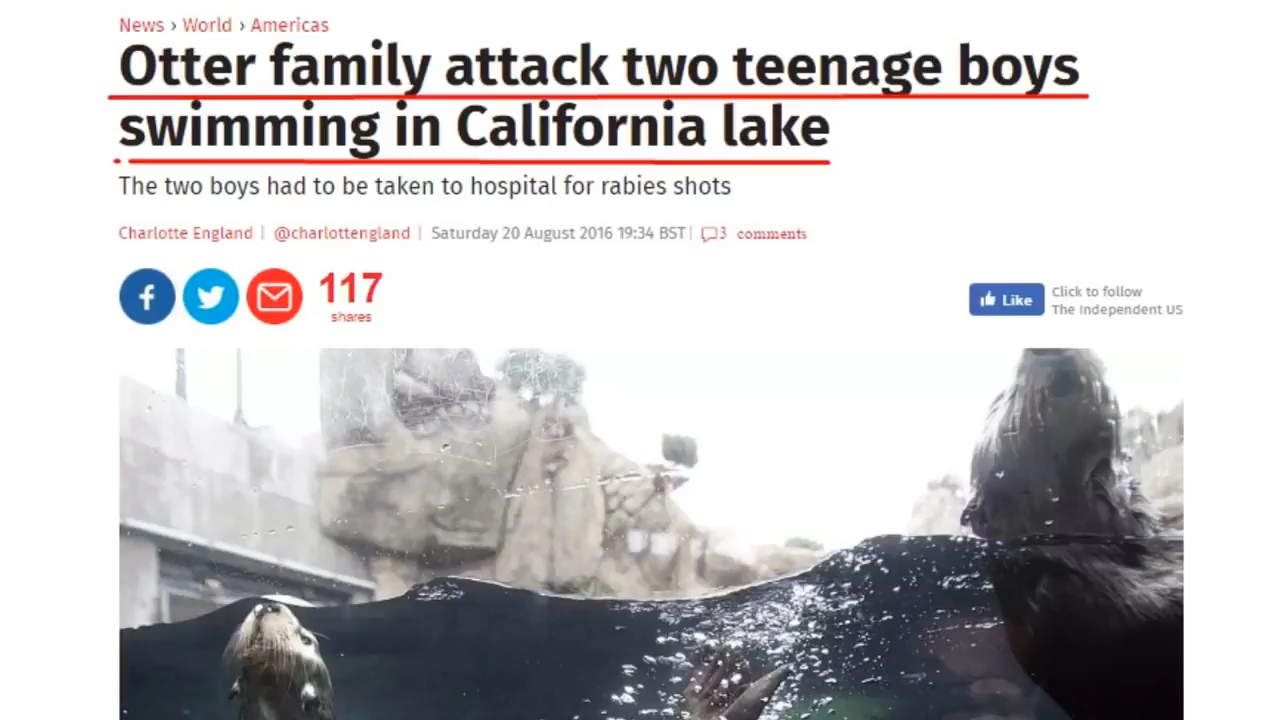 News › World › Americas
Otter family attack two teenage boys
swimming in California lake
The two boys had to be taken to hospital for rabies shots
Charlotte England | @charlottengland | Saturday 20 August 2016 19:34 BST | 3 comments
117
shares
Like
Click to follow
The Independent US